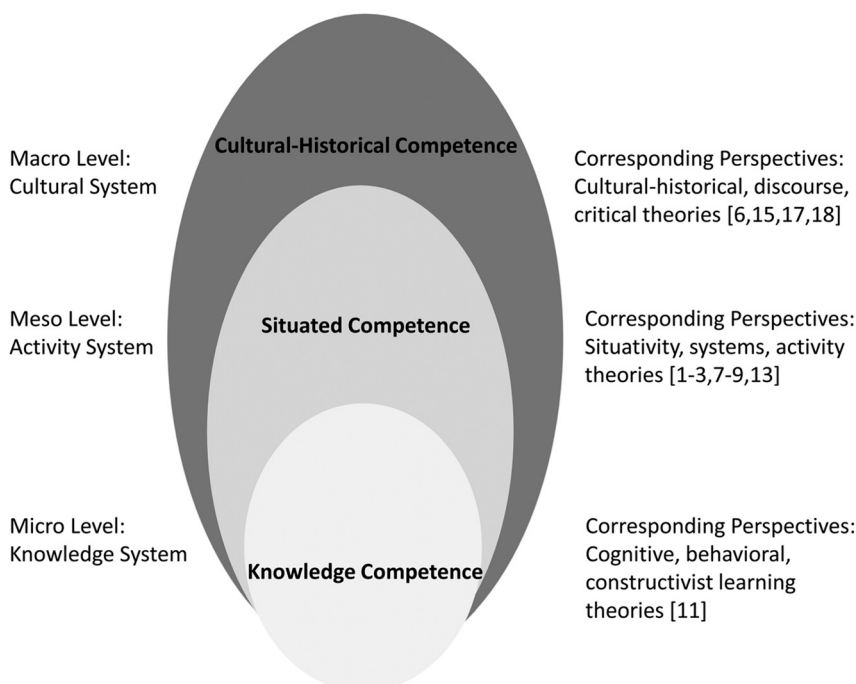 Cultural-Historical Competence
Macro Level:
Cultural System
Corresponding Perspectives:
Cultural-historical, discourse,
critical theories [6,15,17,18]
Situated Competence
Meso Level:
Activity System
Corresponding Perspectives:
Situativity, systems, activity
theories [1-3,7-9,13]
Micro Level:
Knowledge System
Knowledge Competence
Corresponding Perspectives:
Cognitive, behavioral,
constructivist learning
theories [11]